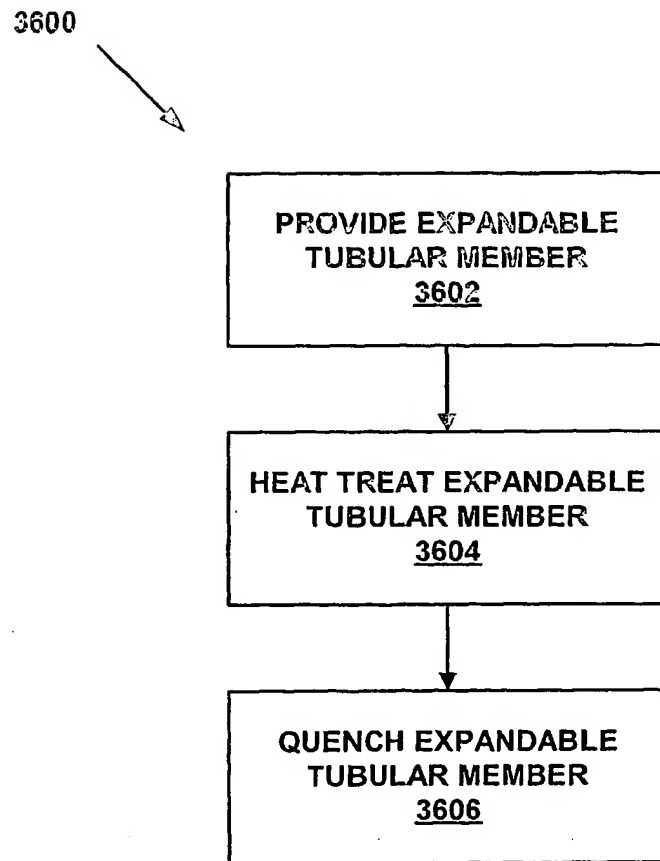 3600
PROVIDE EXPANDABLE
TUBULAR MEMBER
3602
HEAT TREAT EXPANDABLE
TUBULAR MEMBER
3604
QUENCH EXPANDABLE
TUBULAR MEMBER
3606